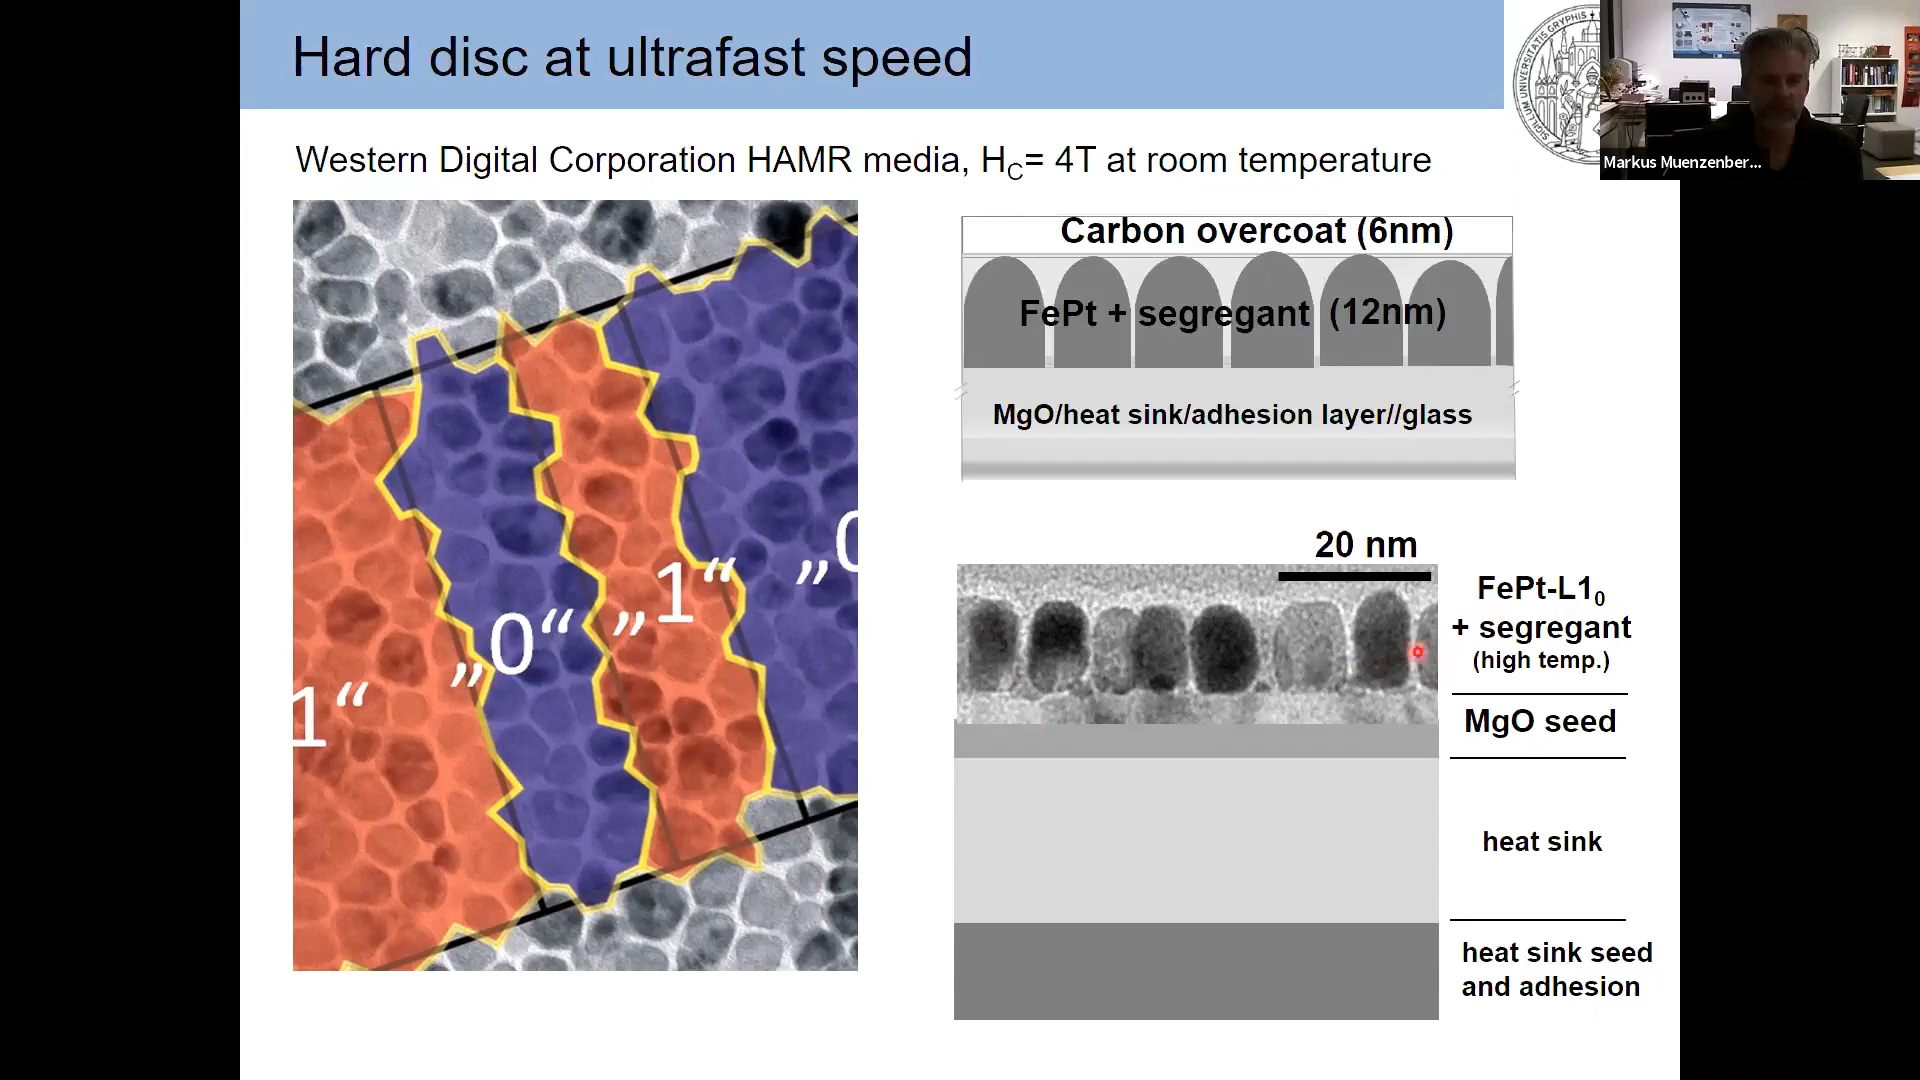 Hard disc at ultrafast speed
Western Digital Corporation HAMR media, HC= 4T at room temperature
Markus Muenzenber...
Carbon overcoat (6nm)
FePt + segregant (12nm)
MgO/heat sink/adhesion layer//glass
20 nm
FePt-L10
+ segregant
(high temp.)
MgO seed
heat sink
heat sink seed
and adhesion
„0
„1“
„0“
1“